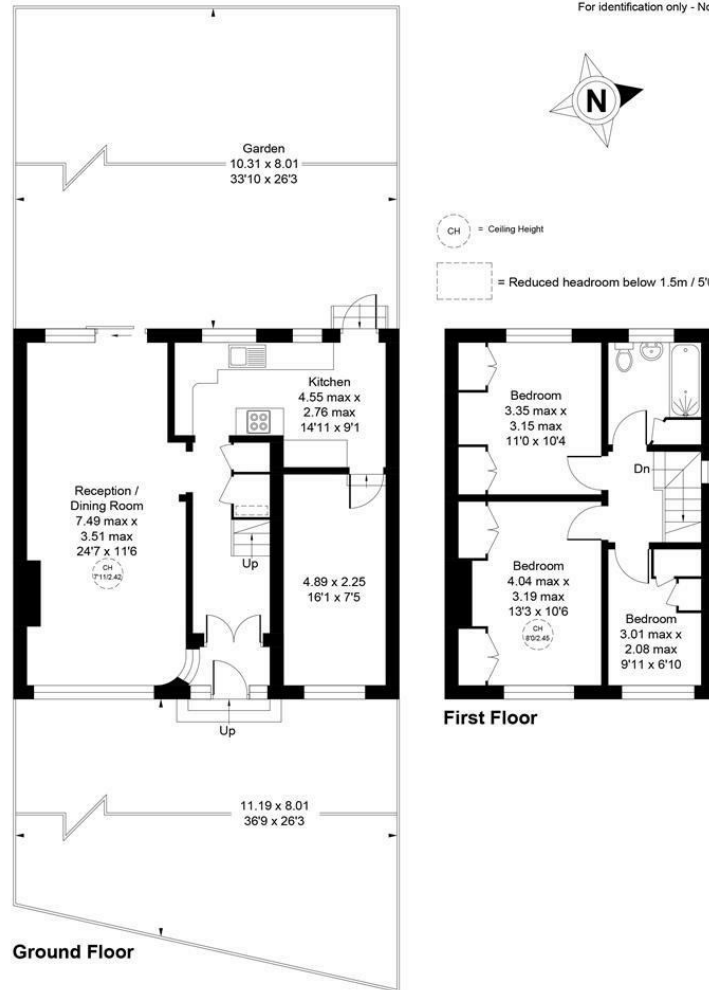 For identification only - No
N
Garden
10.31 x 8.01
33'10 x 26'3
CH = Ceiling Height
= Reduced headroom below 1.5m / 5'0
Kitchen
4.55 max x
2.76 max
14'11 x 9'1
Reception /
Dining Room
7.49 max x
3.51 max
24'7 x 11'6
CH
7'11/2.42
Up
4.89 x 2.25
16'1 x 7'5
Up
11.19 x 8.01
36'9 x 26'3
Ground Floor
Bedroom
3.35 max x
3.15 max
11'0 x 10'4
Dn
Bedroom
4.04 max x
3.19 max
13'3 x 10'6
CH
8'0/2.45
Bedroom
3.01 max x
2.08 max
9'11 x 6'10
First Floor